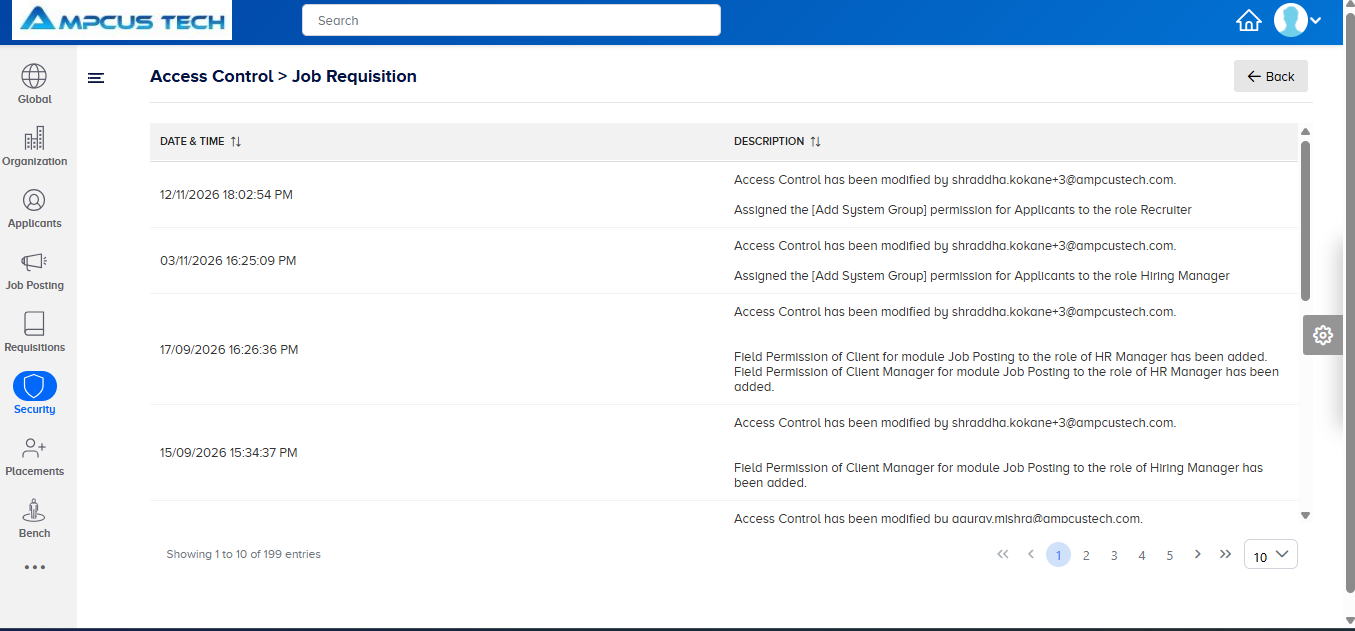 AMPCUS TECH
Search
Global
Organization
Applicants
Job Posting
Requisitions
Security
Placements
Bench
Access Control > Job Requisition
Back
DATE & TIME DESCRIPTION
12/11/2026 18:02:54 PM
Access Control has been modified by shraddha.kokane+3@ampcustech.com.
Assigned the [Add System Group] permission for Applicants to the role Recruiter
03/11/2026 16:25:09 PM
Access Control has been modified by shraddha.kokane+3@ampcustech.com.
Assigned the [Add System Group] permission for Applicants to the role Hiring Manager
17/09/2026 16:26:36 PM
Access Control has been modified by shraddha.kokane+3@ampcustech.com.
Field Permission of Client for module Job Posting to the role of HR Manager has been added.
Field Permission of Client Manager for module Job Posting to the role of HR Manager has been
added.
15/09/2026 15:34:37 PM
Access Control has been modified by shraddha.kokane+3@ampcustech.com.
Field Permission of Client Manager for module Job Posting to the role of Hiring Manager has
been added.
Access Control has been modified by gaurav.mishra@ampcustech.com.
Showing 1 to 10 of 199 entries
1 2 3 4 5
10